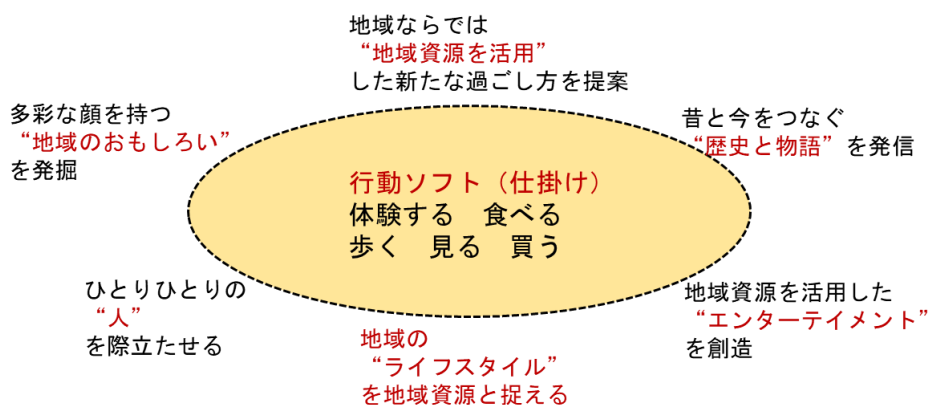 地域ならでは
“地域資源を活用”
した新たな過ごし方を提案
多彩な顔を持つ
“地域のおもしろい”
を発掘
昔と今をつなぐ
“歴史と物語” を発信
行動ソフト（仕掛け）
体験する　食べる
歩く　見る　買う
ひとりひとりの
“人”
を際立たせる
地域の
“ライフスタイル”
を地域資源と捉える
地域資源を活用した
“エンターテイメント”
を創造